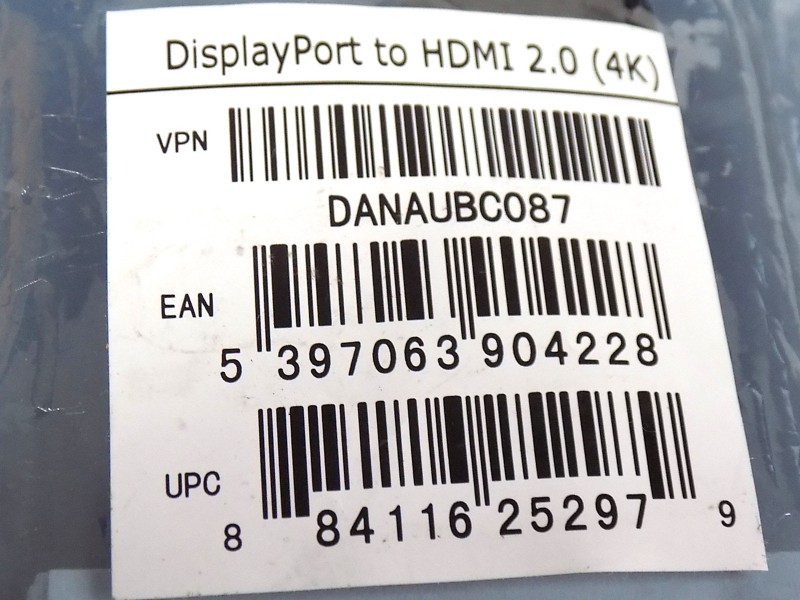 DisplayPort to HDMI 2.0 (4K)
VPN
DANAUBC087
EAN
5 397063 904228
UPC
8 84116 25297 9